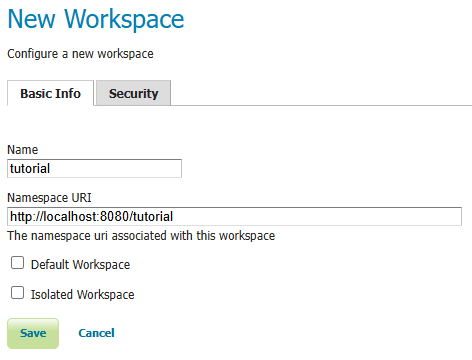 New Workspace
Configure a new workspace
Basic Info Security
Name
tutorial
Namespace URI
http://localhost:8080/tutorial
The namespace uri associated with this workspace
Default Workspace
Isolated Workspace
Save Cancel